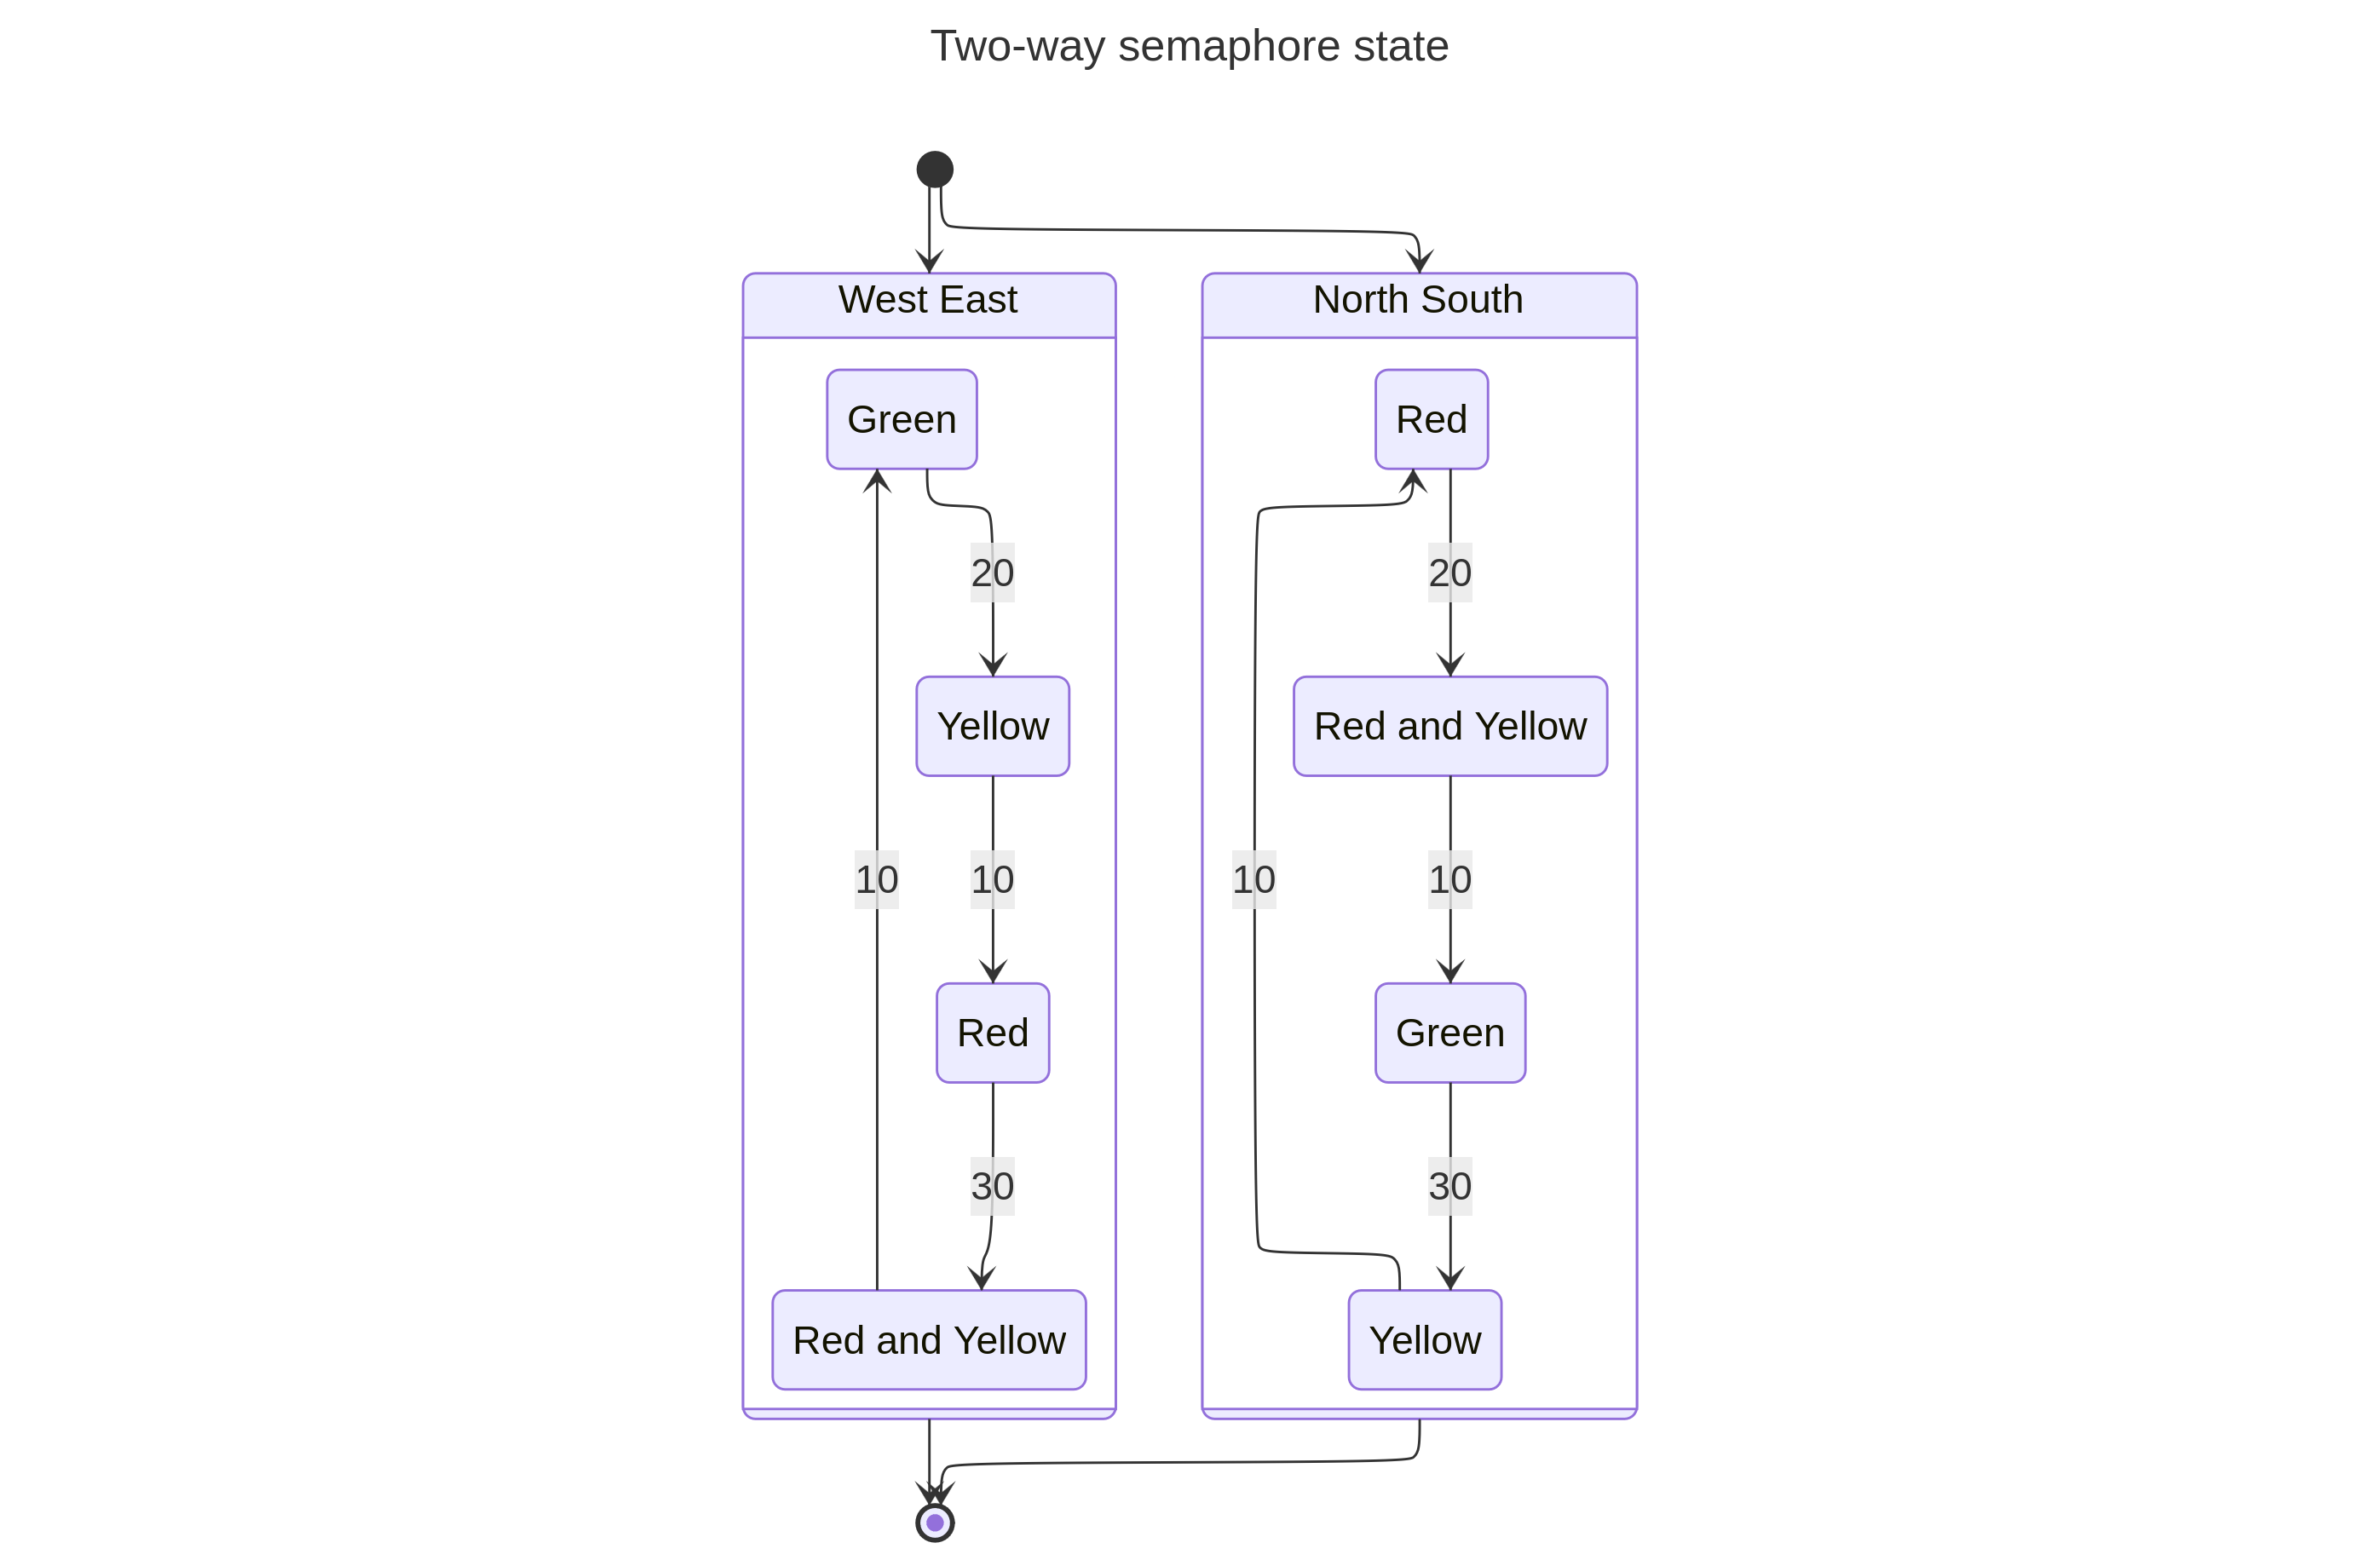 Two-way semaphore state
West East
Green
20
Yellow
10
10
Red
30
Red and Yellow
North South
Red
20
Red and Yellow
10
10
Green
30
Yellow